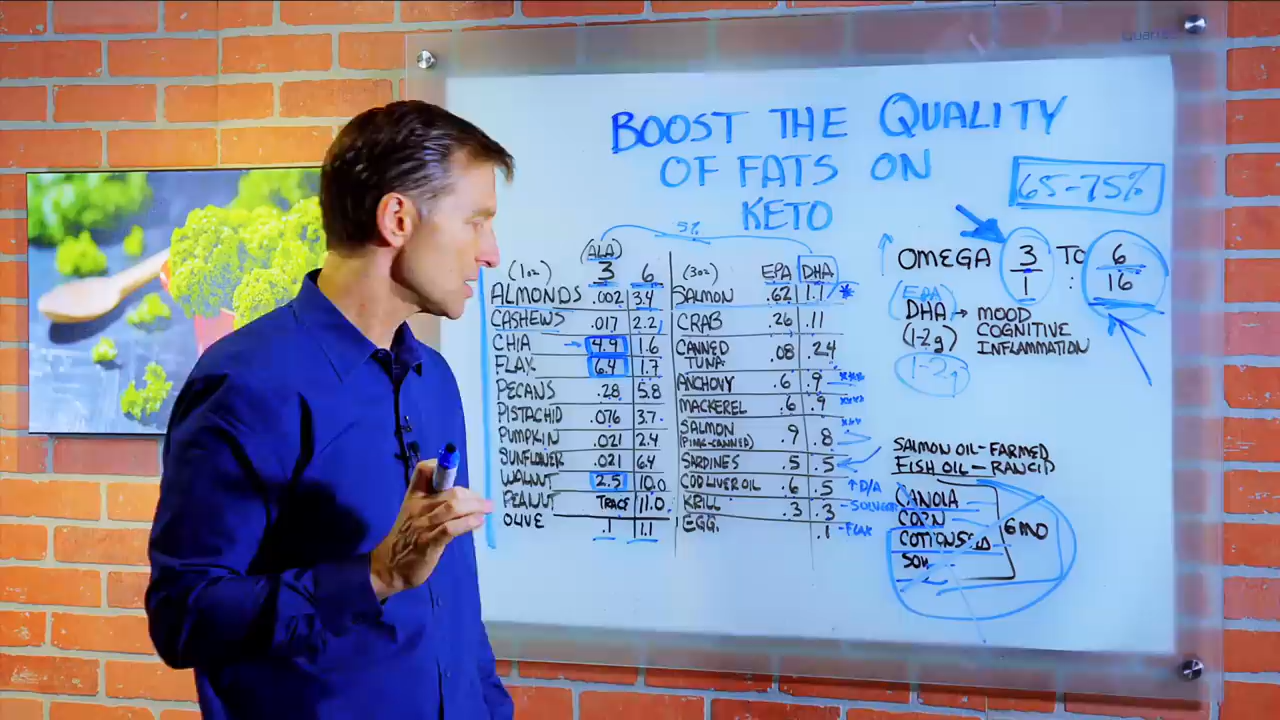 Quartet
BOOST THE QUALITY
OF FATS ON
KETO
65-75%
5%
(ALA)
(1oz) 3 6
ALMONDS .002 3.4
CASHEWS .017 2.2
CHIA → 4.9 1.6
FLAX 6.4 1.7
PECANS .28 5.8
PISTACHIO .076 3.7
PUMPKIN .021 2.4
SUNFLOWER .021 6.4
WALNUT 2.5 10.0
PEANUT TRACE 11.0
OLIVE .1 1.1
(3oz) EPA DHA
SALMON .62 1.1 *
CRAB .26 .11
CANNED TUNA .08 .24
ANCHOVY .6 .9 ****
MACKEREL .6 .9 ****
SALMON (PINK-CANNED) .9 .8 ***
SARDINES .5 .5
COD LIVER OIL .6 .5 ↑D/A
KRILL .3 .3 -SOLVENT
EGG .1 -FLAX
↑ OMEGA 3 TO 6
1 : 16
(EPA)
DHA → MOOD
(1-2g) COGNITIVE
INFLAMMATION
1-2g
SALMON OIL-FARMED
FISH OIL-RANCID
CANOLA
CORN
COTTONSEED
SOY
GMO